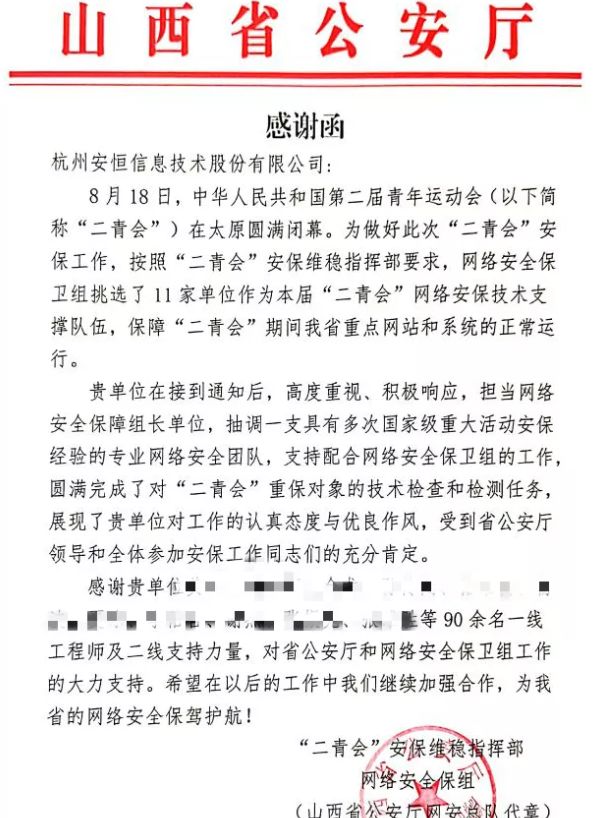 山西省公安厅
感谢函
杭州安恒信息技术股份有限公司：
8月18日，中华人民共和国第二届青年运动会（以下简
称“二青会”）在太原圆满闭幕。为做好此次“二青会”安
保工作，按照“二青会”安保维稳指挥部要求，网络安全保
卫组挑选了11家单位作为本届“二青会”网络安保技术支
撑队伍，保障“二青会”期间我省重点网站和系统的正常运
行。
贵单位在接到通知后，高度重视、积极响应，担当网络
安全保障组长单位，抽调一支具有多次国家级重大活动安保
经验的专业网络安全团队，支持配合网络安全保卫组的工作，
圆满完成了对“二青会”重保对象的技术检查和检测任务，
展现了贵单位对工作的认真态度与优良作风，受到省公安厅
领导和全体参加安保工作同志们的充分肯定。
感谢贵单位
等90余名一线
工程师及二线支持力量，对省公安厅和网络安全保卫组工作
的大力支持。希望在以后的工作中我们继续加强合作，为我
省的网络安全保驾护航！
“二青会”安保维稳指挥部
网络安全保组
（山西省公安厅网安总队代章）